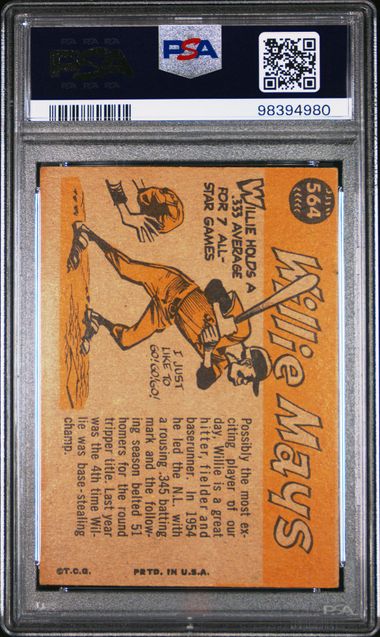 PSA
PSA
98394980
564
Willie Mays
WILLIE HOLDS A
.333 AVERAGE
FOR 7 ALL-
STAR GAMES
I JUST
LIKE TO
GO! GO! GO!
Possibly the most ex-
citing player of our
day, Willie is a great
hitter, fielder and
baserunner. In 1954
he led the N.L. with
a rousing .345 batting
mark and the follow-
ing season belted 51
homers for the round
tripper title. Last year
was the 4th time Wil-
lie was base-stealing
champ.
©T.C.G.
PRTD. IN U.S.A.
PSA